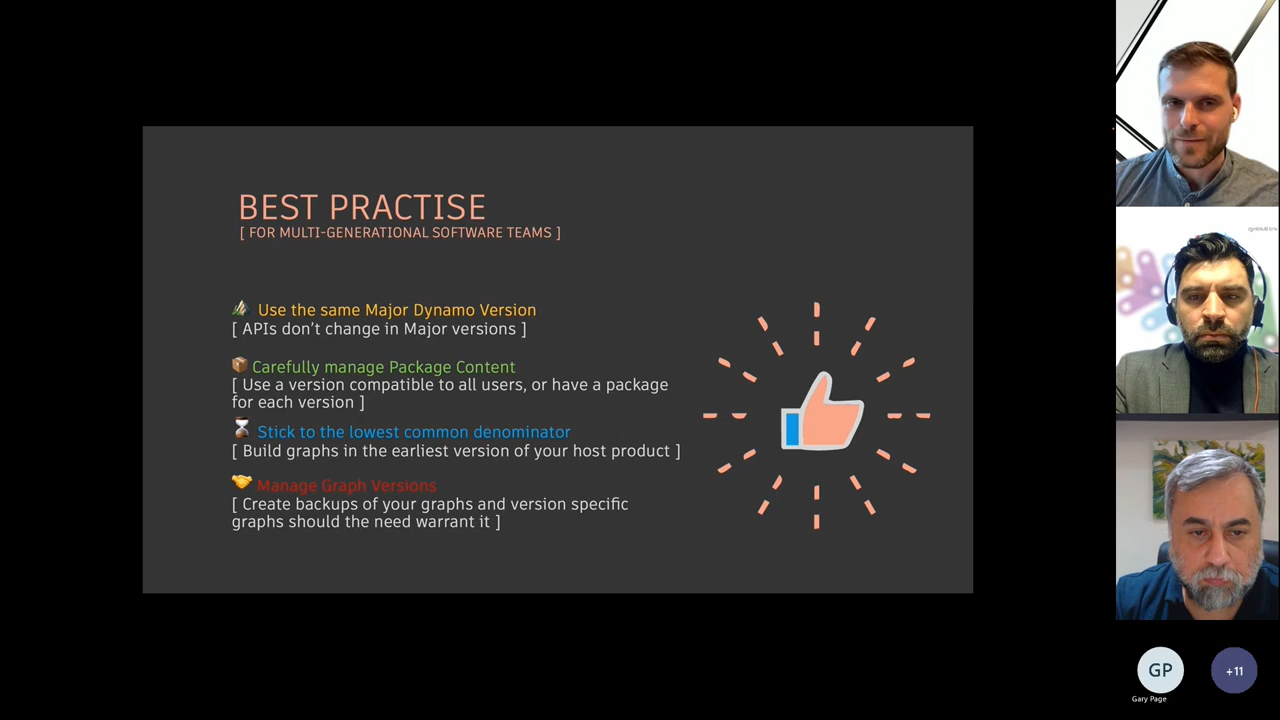 BEST PRACTISE
[ FOR MULTI-GENERATIONAL SOFTWARE TEAMS ]
Use the same Major Dynamo Version
[ APIs don't change in Major versions ]
Carefully manage Package Content
[ Use a version compatible to all users, or have a package
for each version ]
Stick to the lowest common denominator
[ Build graphs in the earliest version of your host product ]
Manage Graph Versions
[ Create backups of your graphs and version specific
graphs should the need warrant it ]
GP
+11
Gary Page